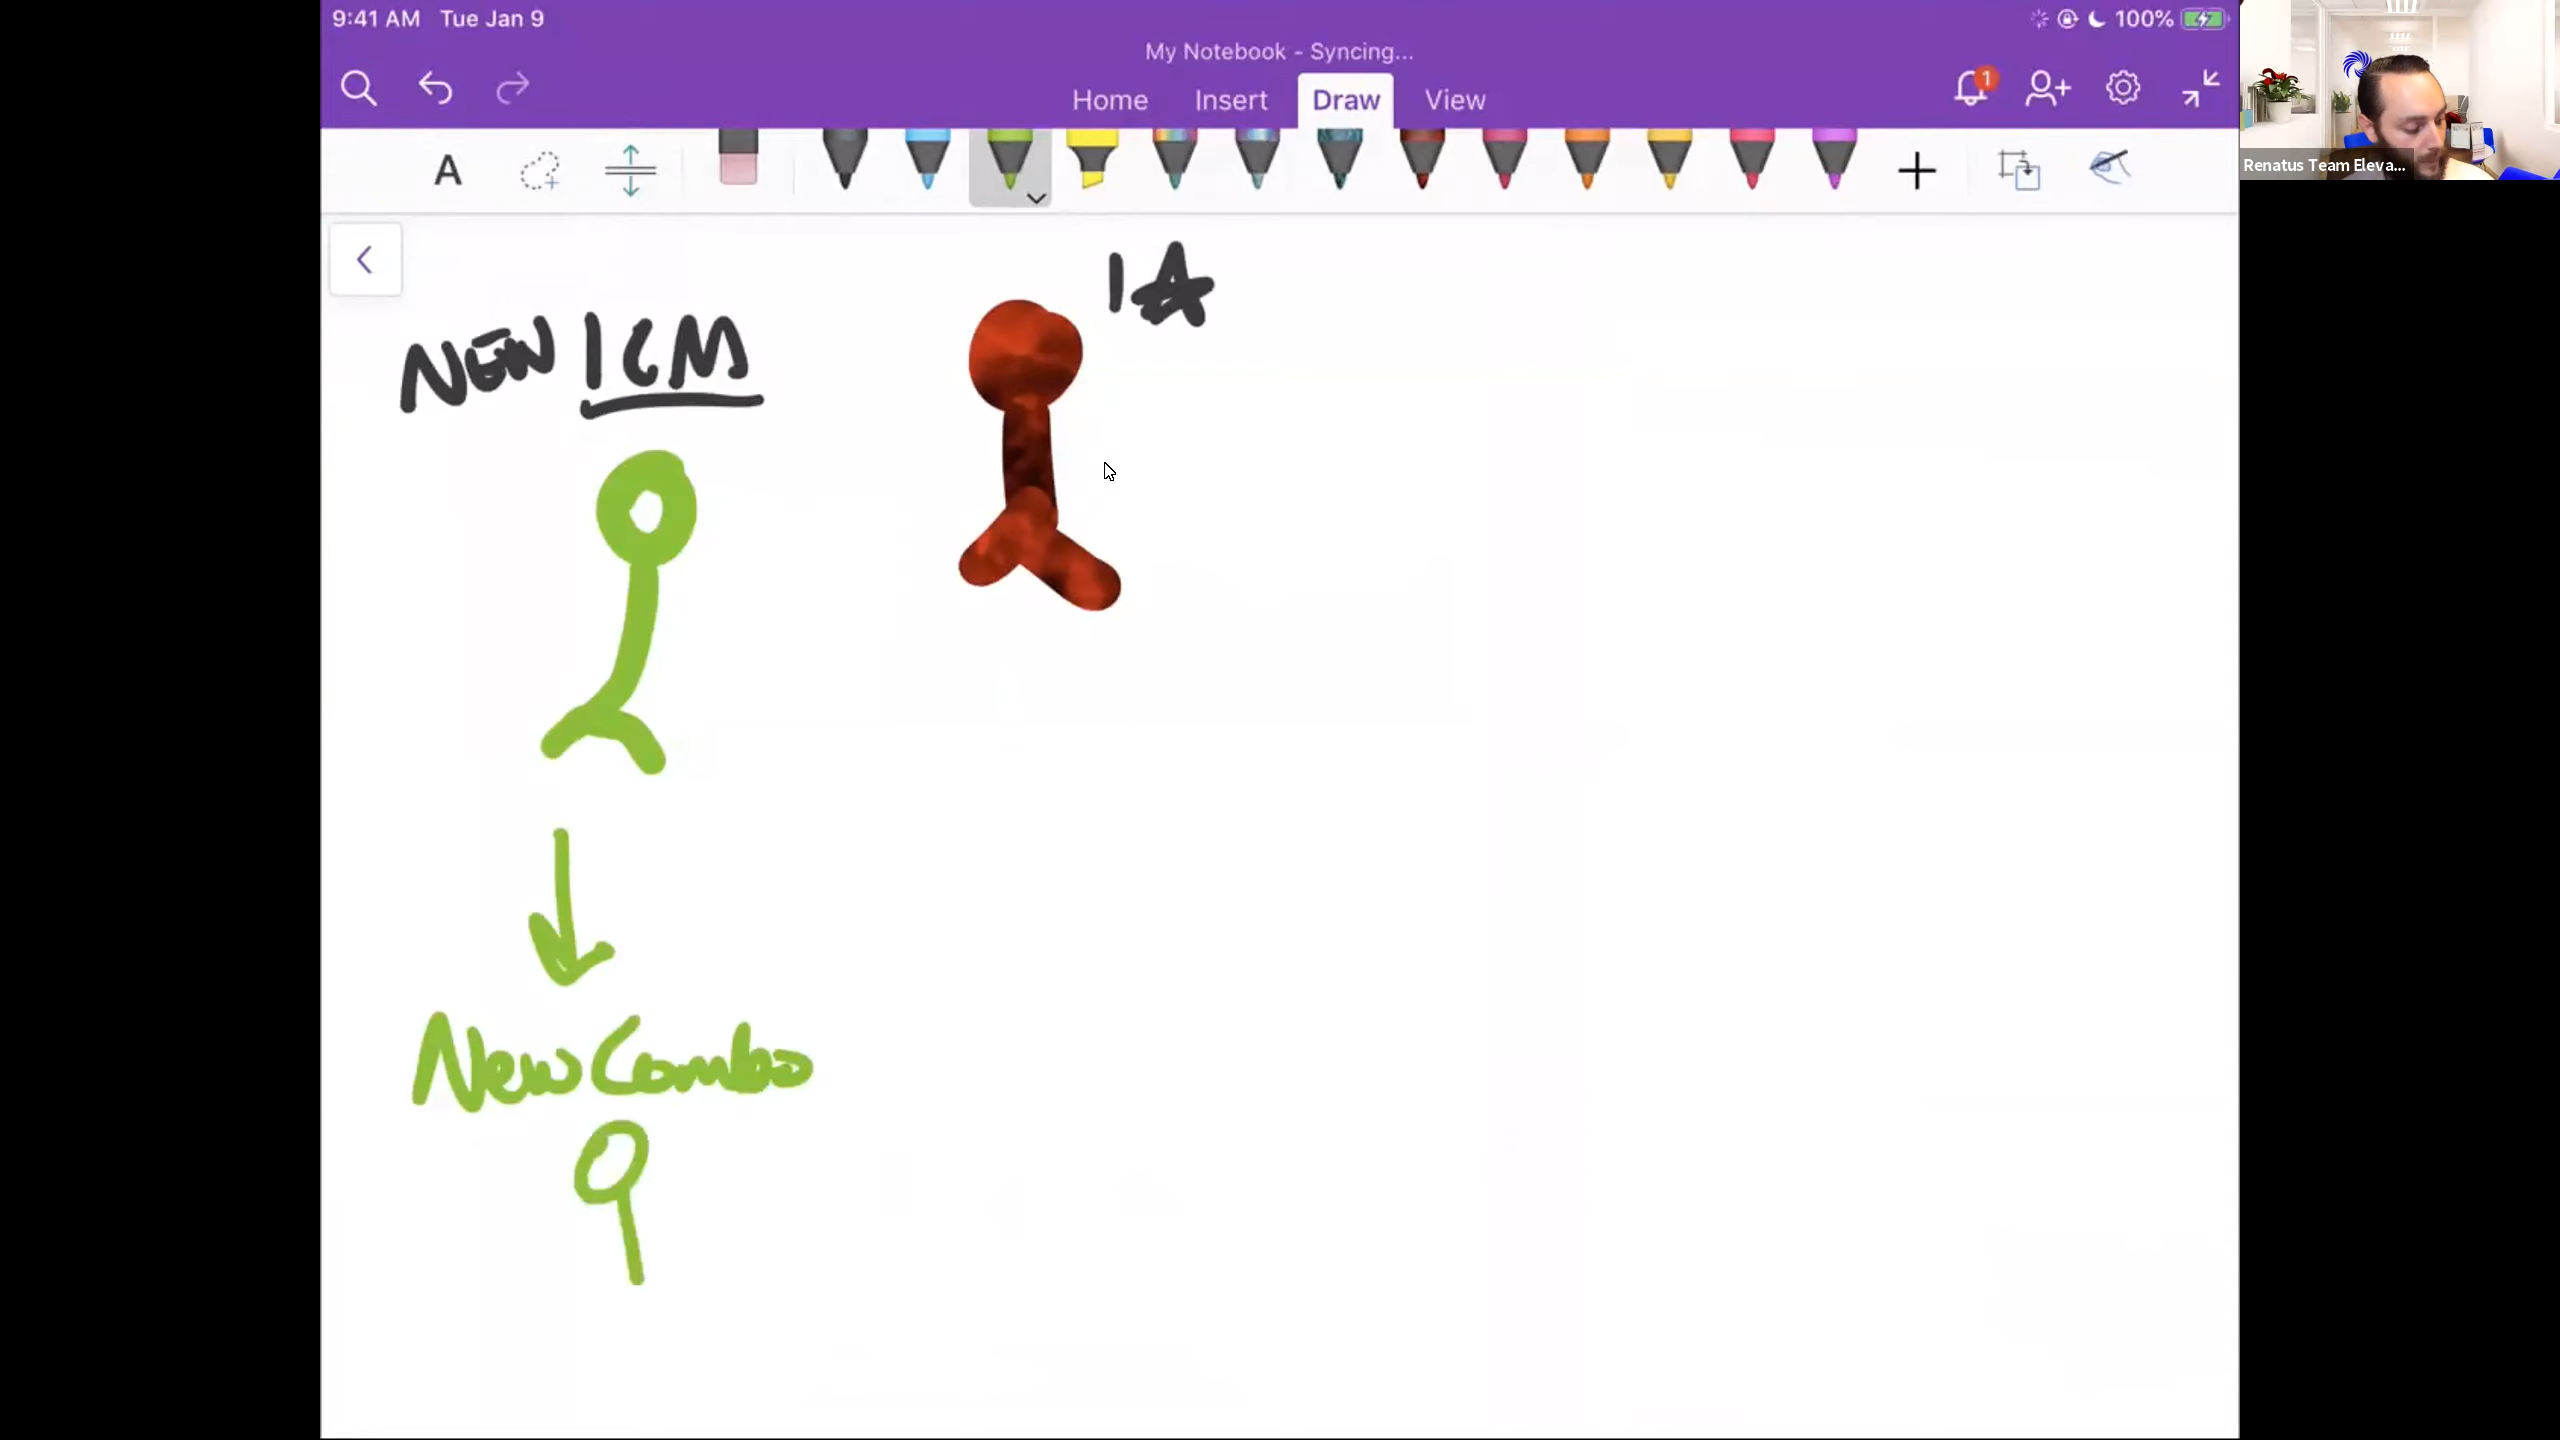 9:41 AM Tue Jan 9
100%
My Notebook - Syncing...
1
Home Insert Draw View
A
Renatus Team Eleva...
1☆
NEW ICM
New Combo